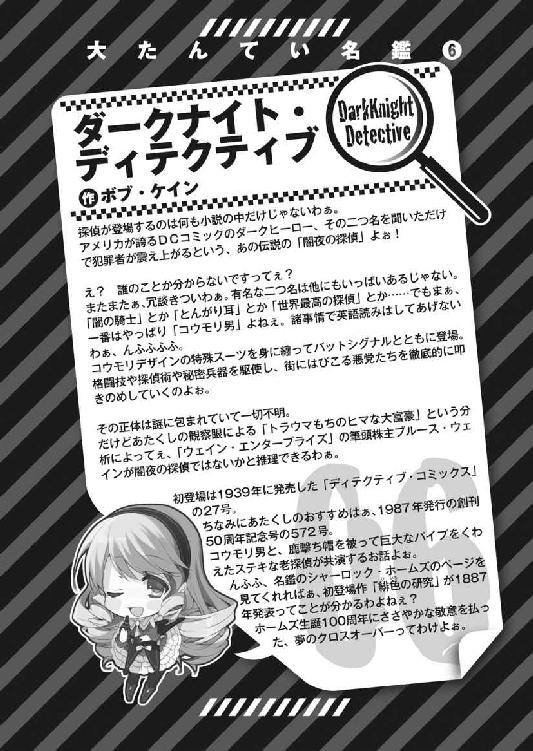 大たんてい名鑑❻
ダークナイト・
ディテクティブ
作 ボブ・ケイン
DarkKnight
Detective
探偵が登場するのは何も小説の中だけじゃないわぁ。
アメリカが誇るDCコミックのダークヒーロー、その二つ名を聞いただけ
で犯罪者が震え上がるという、あの伝説の「闇夜の探偵」よぉ！
え？　誰のことか分からないですってぇ？
またまたぁ、冗談きついわぁ。有名な二つ名は他にもいっぱいあるじゃない。
「闇の騎士」とか「とんがり耳」とか「世界最高の探偵」とか……でもまぁ、
一番はやっぱり「コウモリ男」よねぇ。諸事情で英語読みはしてあげない
わぁ、んふふふふ。
コウモリデザインの特殊スーツを身に纏ってバットシグナルとともに登場。
格闘技や探偵術や秘密兵器を駆使し、街にはびこる悪党たちを徹底的に叩
きのめしていくのよぉ。
その正体は謎に包まれていて一切不明。
だけどあたくしの観察眼による「トラウマもちのヒマな大富豪」という分
析によってぇ、「ウェイン・エンタープライズ」の筆頭株主ブルース・ウェ
インが闇夜の探偵ではないかと推理できるわぁ。
初登場は1939年に発売した「ディテクティブ・コミックス」
の27号。
ちなみにあたくしのおすすめはぁ、1987年発行の創刊
50周年記念号の572号。
コウモリ男と、鹿撃ち帽を被って巨大なパイプをくわ
えたステキな老探偵が共演するお話よぉ。
んふふ、名鑑のシャーロック・ホームズのページを
見てくれればぁ、初登場作『緋色の研究』が1887
年発表ってことが分かるわよねぇ？
ホームズ生誕100周年にささやかな敬意を払っ
た、夢のクロスオーバーってわけよぉ。
06